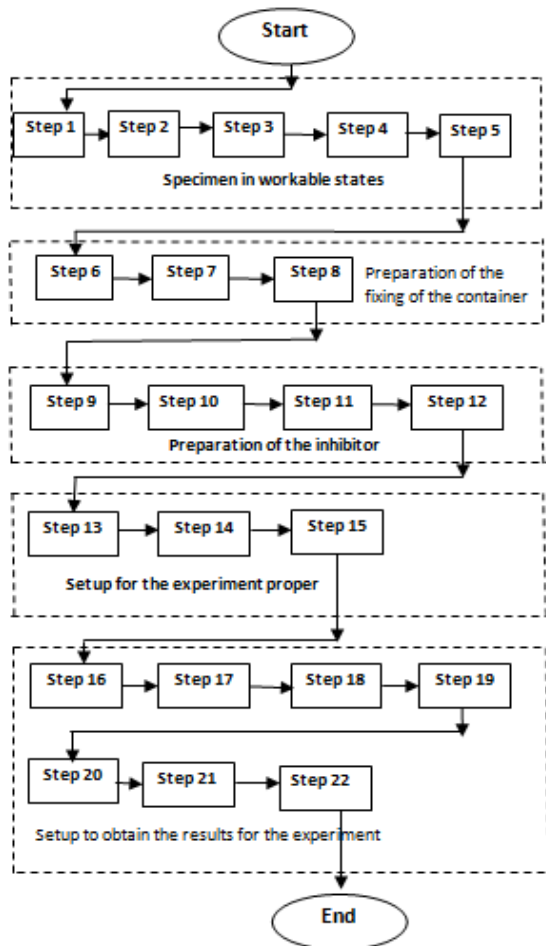 Start
Step 1
Step 2
Step 3
Step 4
Step 5
Specimen in workable states
Step 6
Step 7
Step 8
Preparation of the
fixing of the container
Step 9
Step 10
Step 11
Step 12
Preparation of the inhibitor
Step 13
Step 14
Step 15
Setup for the experiment proper
Step 16
Step 17
Step 18
Step 19
Step 20
Step 21
Step 22
Setup to obtain the results for the experiment
End